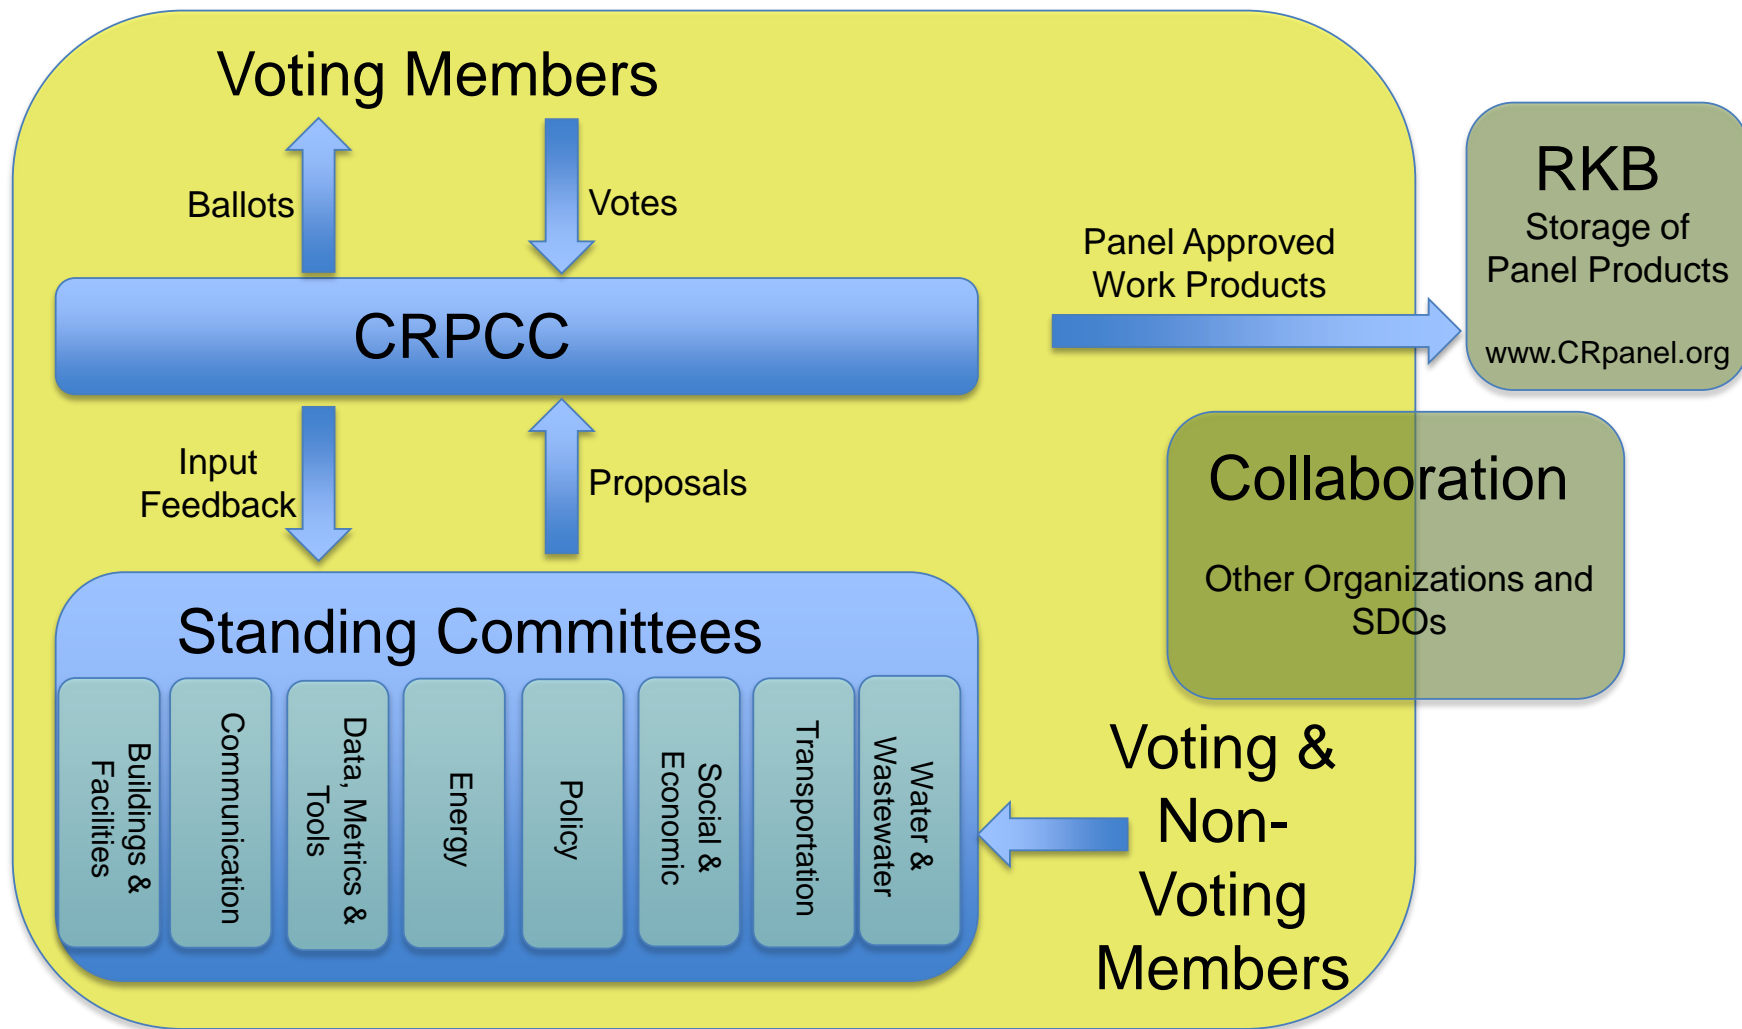 Voting Members
Ballots
Votes
CRPCC
Panel Approved
Work Products
RKB
Storage of
Panel Products
www.CRpanel.org
Input
Feedback
Proposals
Collaboration
Other Organizations and
SDOs
Standing Committees
Buildings &
Facilities
Communication
Data, Metrics &
Tools
Energy
Policy
Social &
Economic
Transportation
Water &
Wastewater
Voting &
Non-
Voting
Members